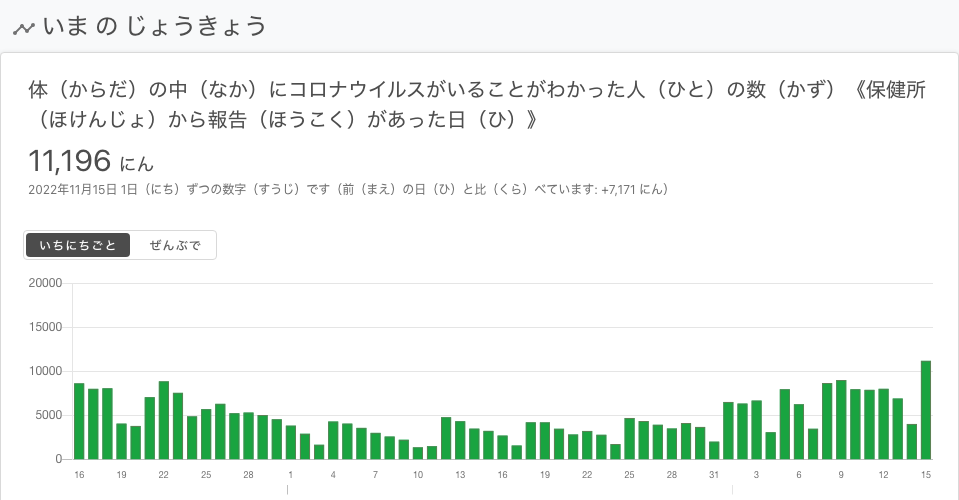 いま の じょうきょう
体（からだ）の中（なか）にコロナウイルスがいることがわかった人（ひと）の数（かず）《保健所
（ほけんじょ）から報告（ほうこく）があった日（ひ）》
11,196 にん
2022年11月15日 1日（にち）ずつの数字（すうじ）です（前（まえ）の日（ひ）と比（くら）べています: +7,171 にん）
いちにちごと ぜんぶで
20000
15000
10000
5000
0
16 19 22 25 28 1 4 7 10 13 16 19 22 25 28 31 3 6 9 12 15